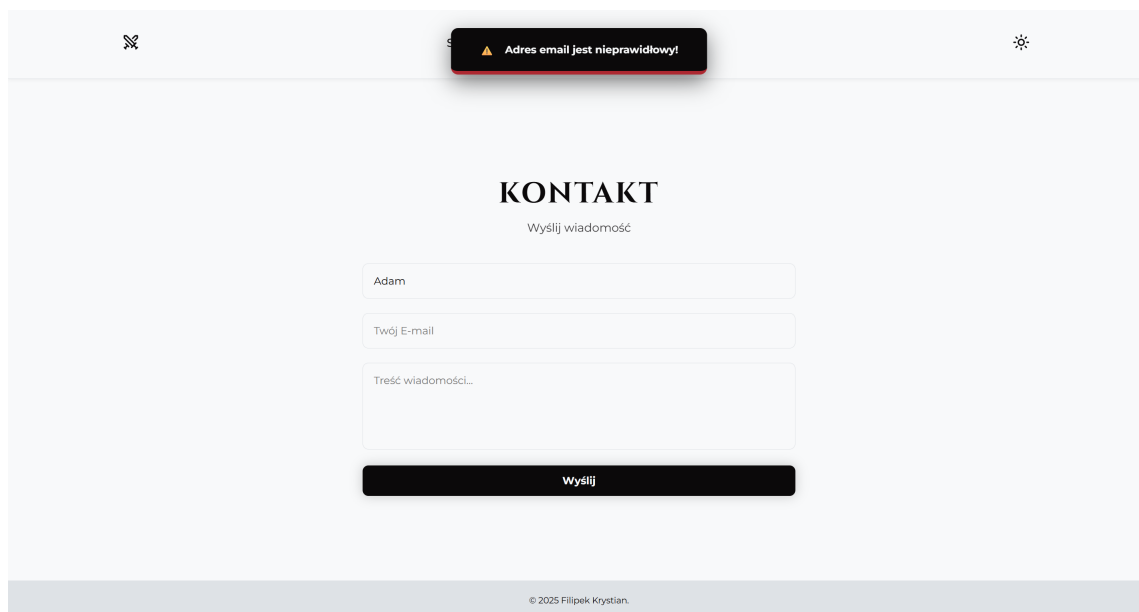 Adres email jest nieprawidłowy!
KONTAKT
Wyślij wiadomość
Adam
Twój E-mail
Treść wiadomości...
Wyślij
© 2025 Filipek Krystian.